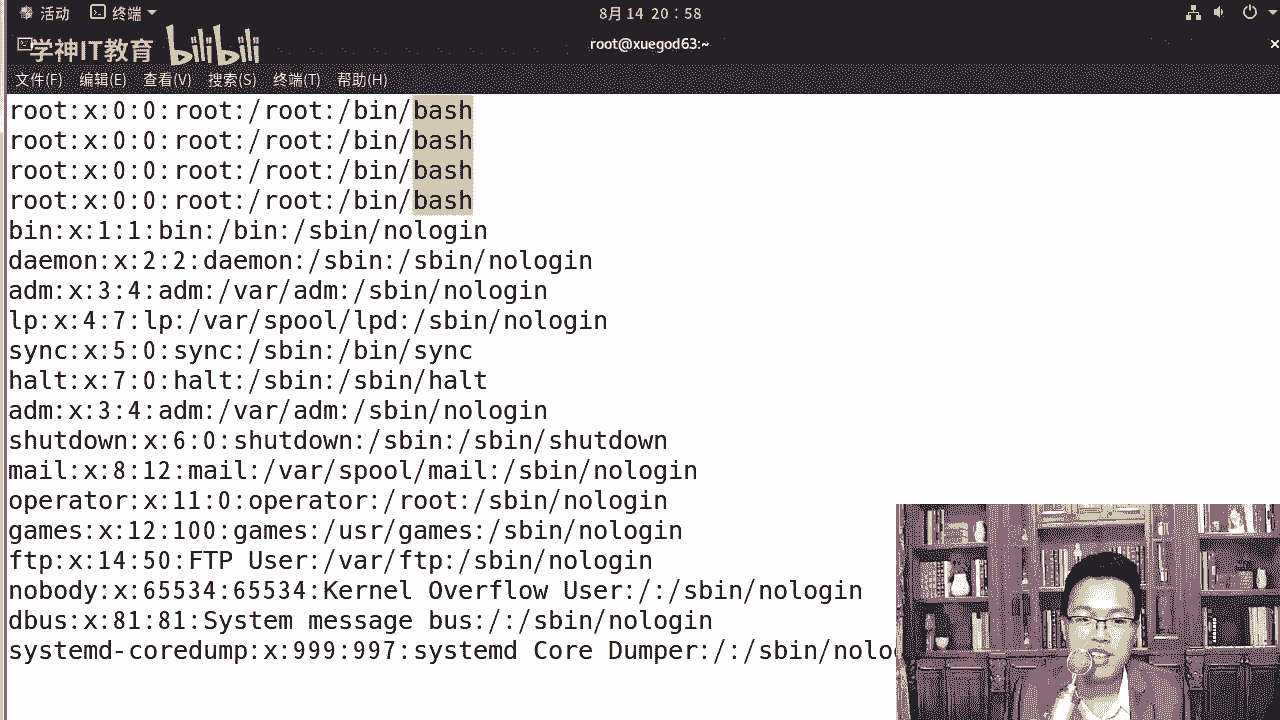 活动 终端 8月 14 20：58
学神IT教育 bilibili root@xuegod63:~ ×
文件(F) 编辑(E) 查看(V) 搜索(S) 终端(T) 帮助(H)
root:x:0:0:root:/root:/bin/bash
root:x:0:0:root:/root:/bin/bash
root:x:0:0:root:/root:/bin/bash
root:x:0:0:root:/root:/bin/bash
bin:x:1:1:bin:/bin:/sbin/nologin
daemon:x:2:2:daemon:/sbin:/sbin/nologin
adm:x:3:4:adm:/var/adm:/sbin/nologin
lp:x:4:7:lp:/var/spool/lpd:/sbin/nologin
sync:x:5:0:sync:/sbin:/bin/sync
halt:x:7:0:halt:/sbin:/sbin/halt
adm:x:3:4:adm:/var/adm:/sbin/nologin
shutdown:x:6:0:shutdown:/sbin:/sbin/shutdown
mail:x:8:12:mail:/var/spool/mail:/sbin/nologin
operator:x:11:0:operator:/root:/sbin/nologin
games:x:12:100:games:/usr/games:/sbin/nologin
ftp:x:14:50:FTP User:/var/ftp:/sbin/nologin
nobody:x:65534:65534:Kernel Overflow User:/:/sbin/nologin
dbus:x:81:81:System message bus:/:/sbin/nologin
systemd-coredump:x:999:997:systemd Core Dumper:/:/sbin/nolo